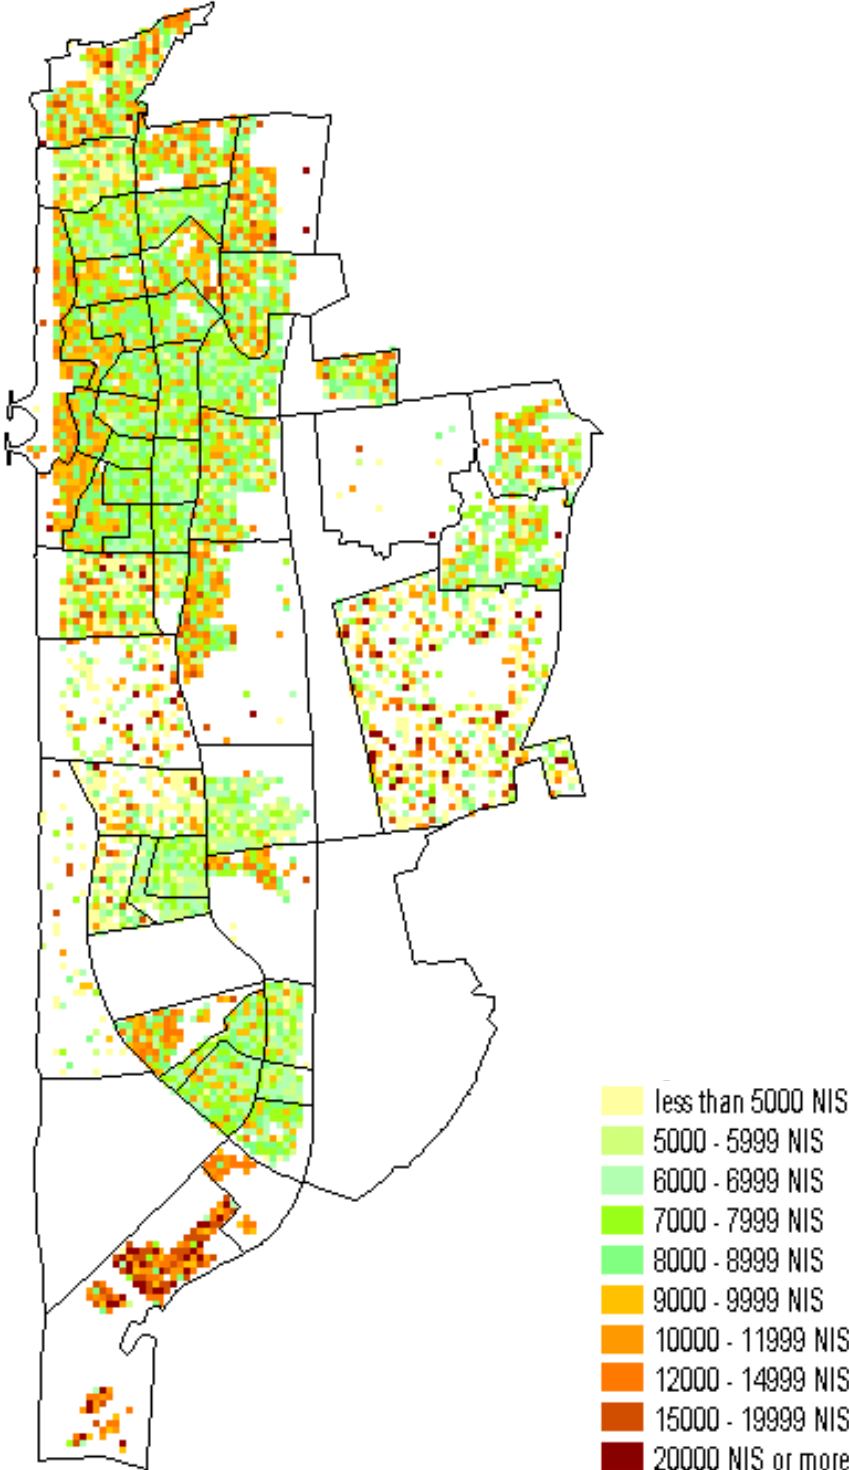 less than 5000 NIS
5000 - 5999 NIS
6000 - 6999 NIS
7000 - 7999 NIS
8000 - 8999 NIS
9000 - 9999 NIS
10000 - 11999 NIS
12000 - 14999 NIS
15000 - 19999 NIS
20000 NIS or more